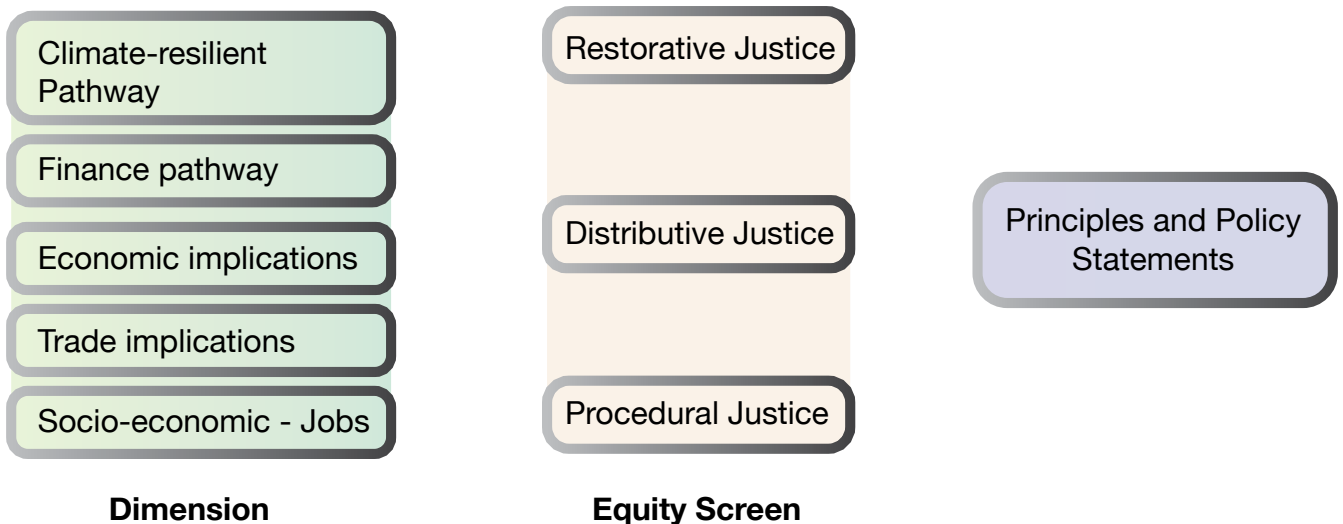 Climate-resilient
Pathway
Finance pathway
Economic implications
Trade implications
Socio-economic - Jobs
Dimension
Restorative Justice
Distributive Justice
Procedural Justice
Equity Screen
Principles and Policy
Statements